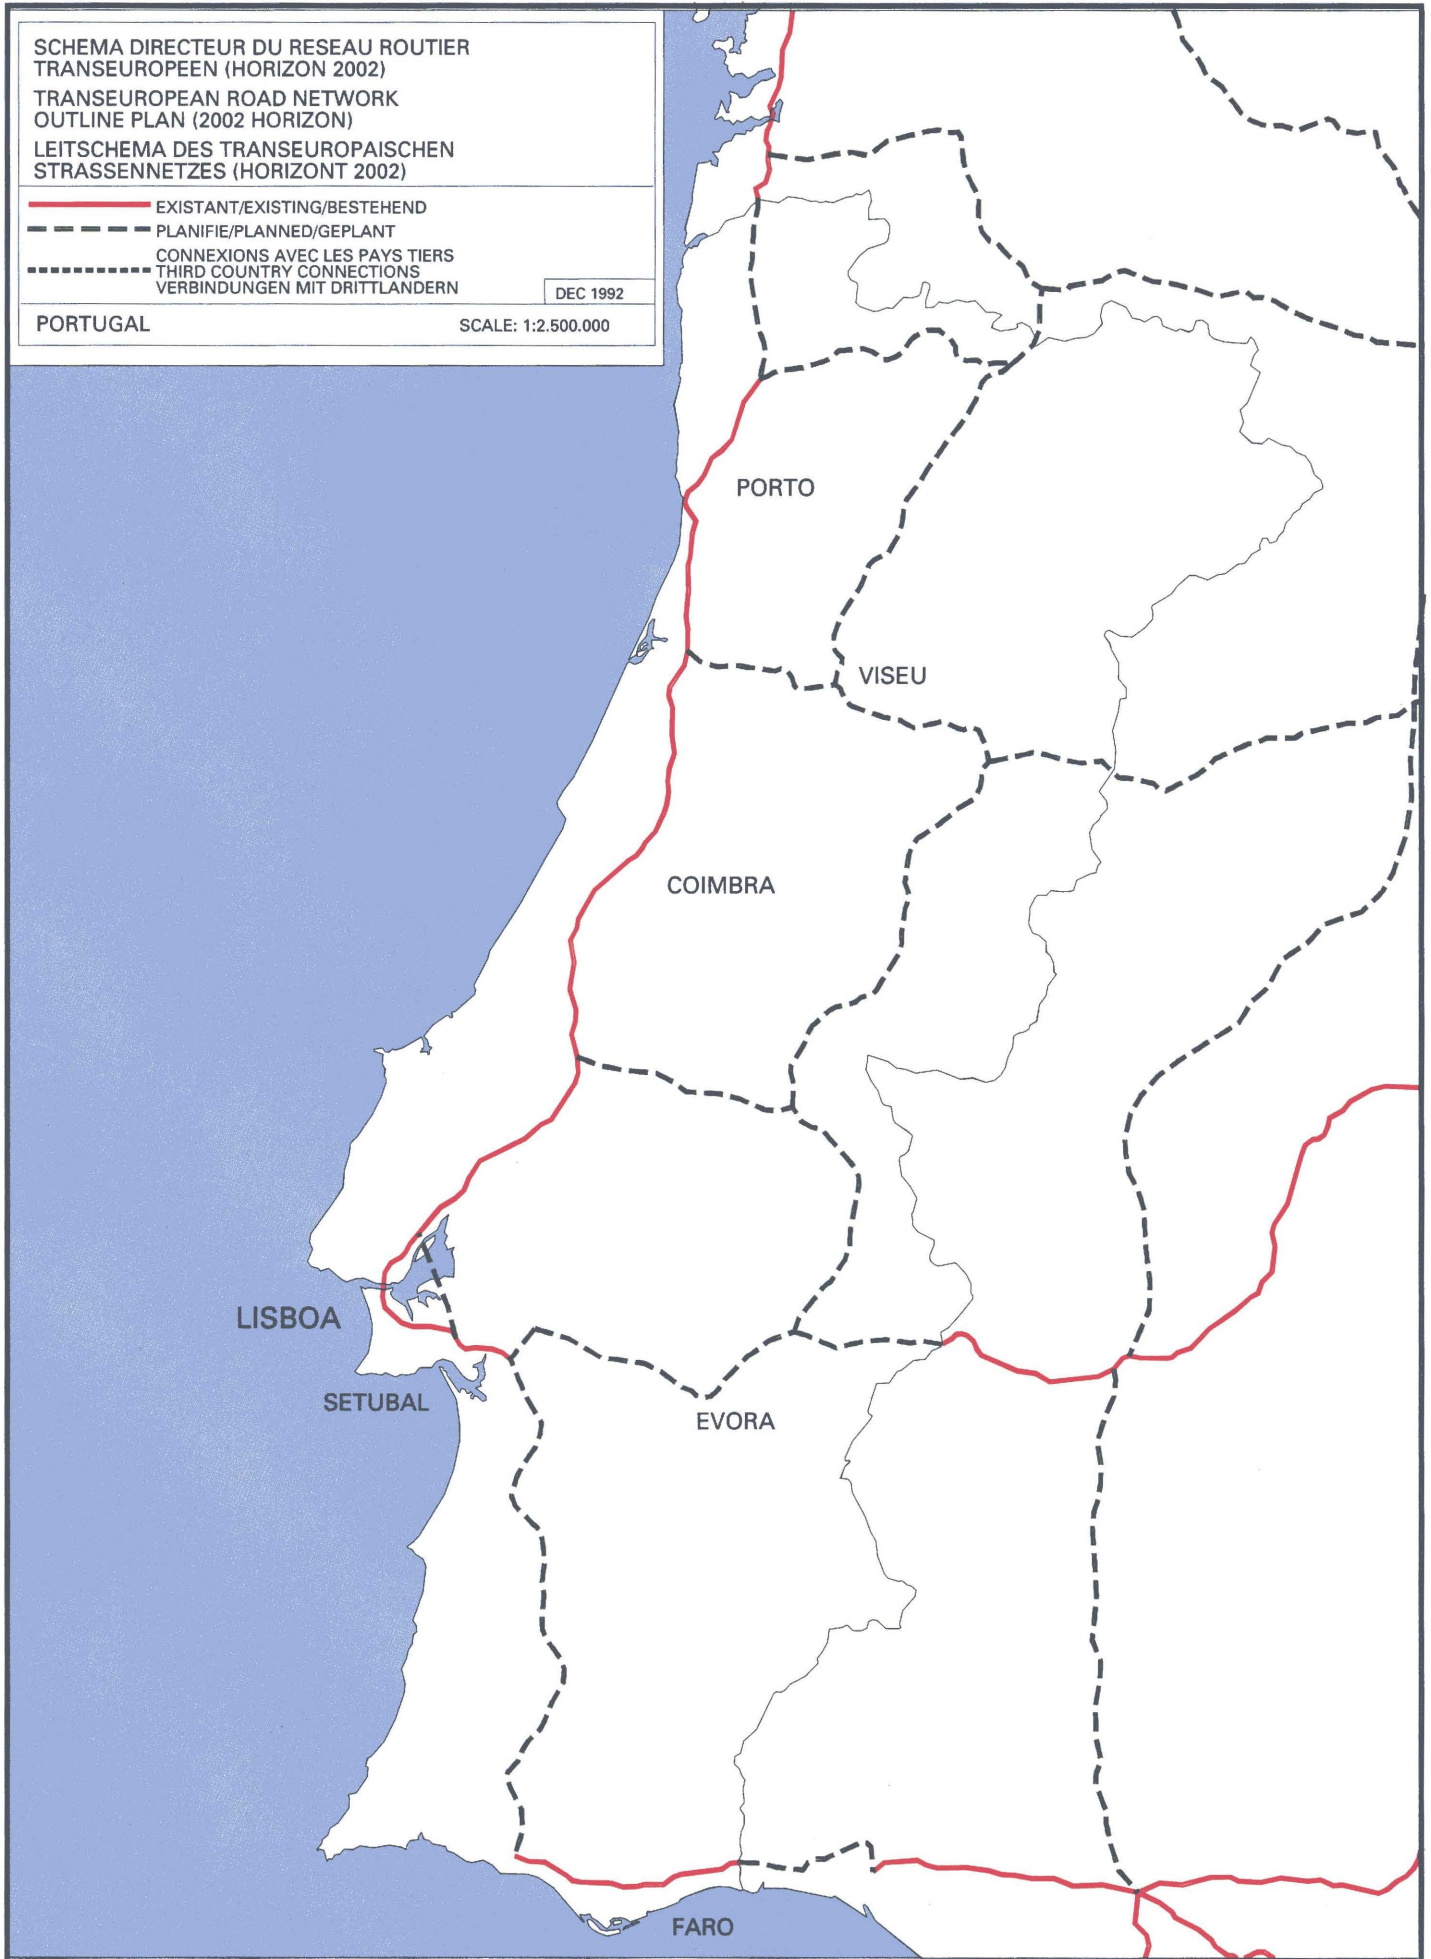 SCHEMA DIRECTEUR DU RESEAU ROUTIER
TRANSEUROPEEN (HORIZON 2002)
TRANSEUROPEAN ROAD NETWORK
OUTLINE PLAN (2002 HORIZON)
LEITSCHEMA DES TRANSEUROPAISCHEN
STRASSENNETZES (HORIZONT 2002)
EXISTANT/EXISTING/BESTEHEND
PLANIFIE/PLANNED/GEPLANT
CONNEXIONS AVEC LES PAYS TIERS
THIRD COUNTRY CONNECTIONS
VERBINDUNGEN MIT DRITTLANDERN
DEC 1992
PORTUGAL
SCALE: 1:2.500.000
PORTO
VISEU
COIMBRA
LISBOA
SETUBAL
EVORA
FARO